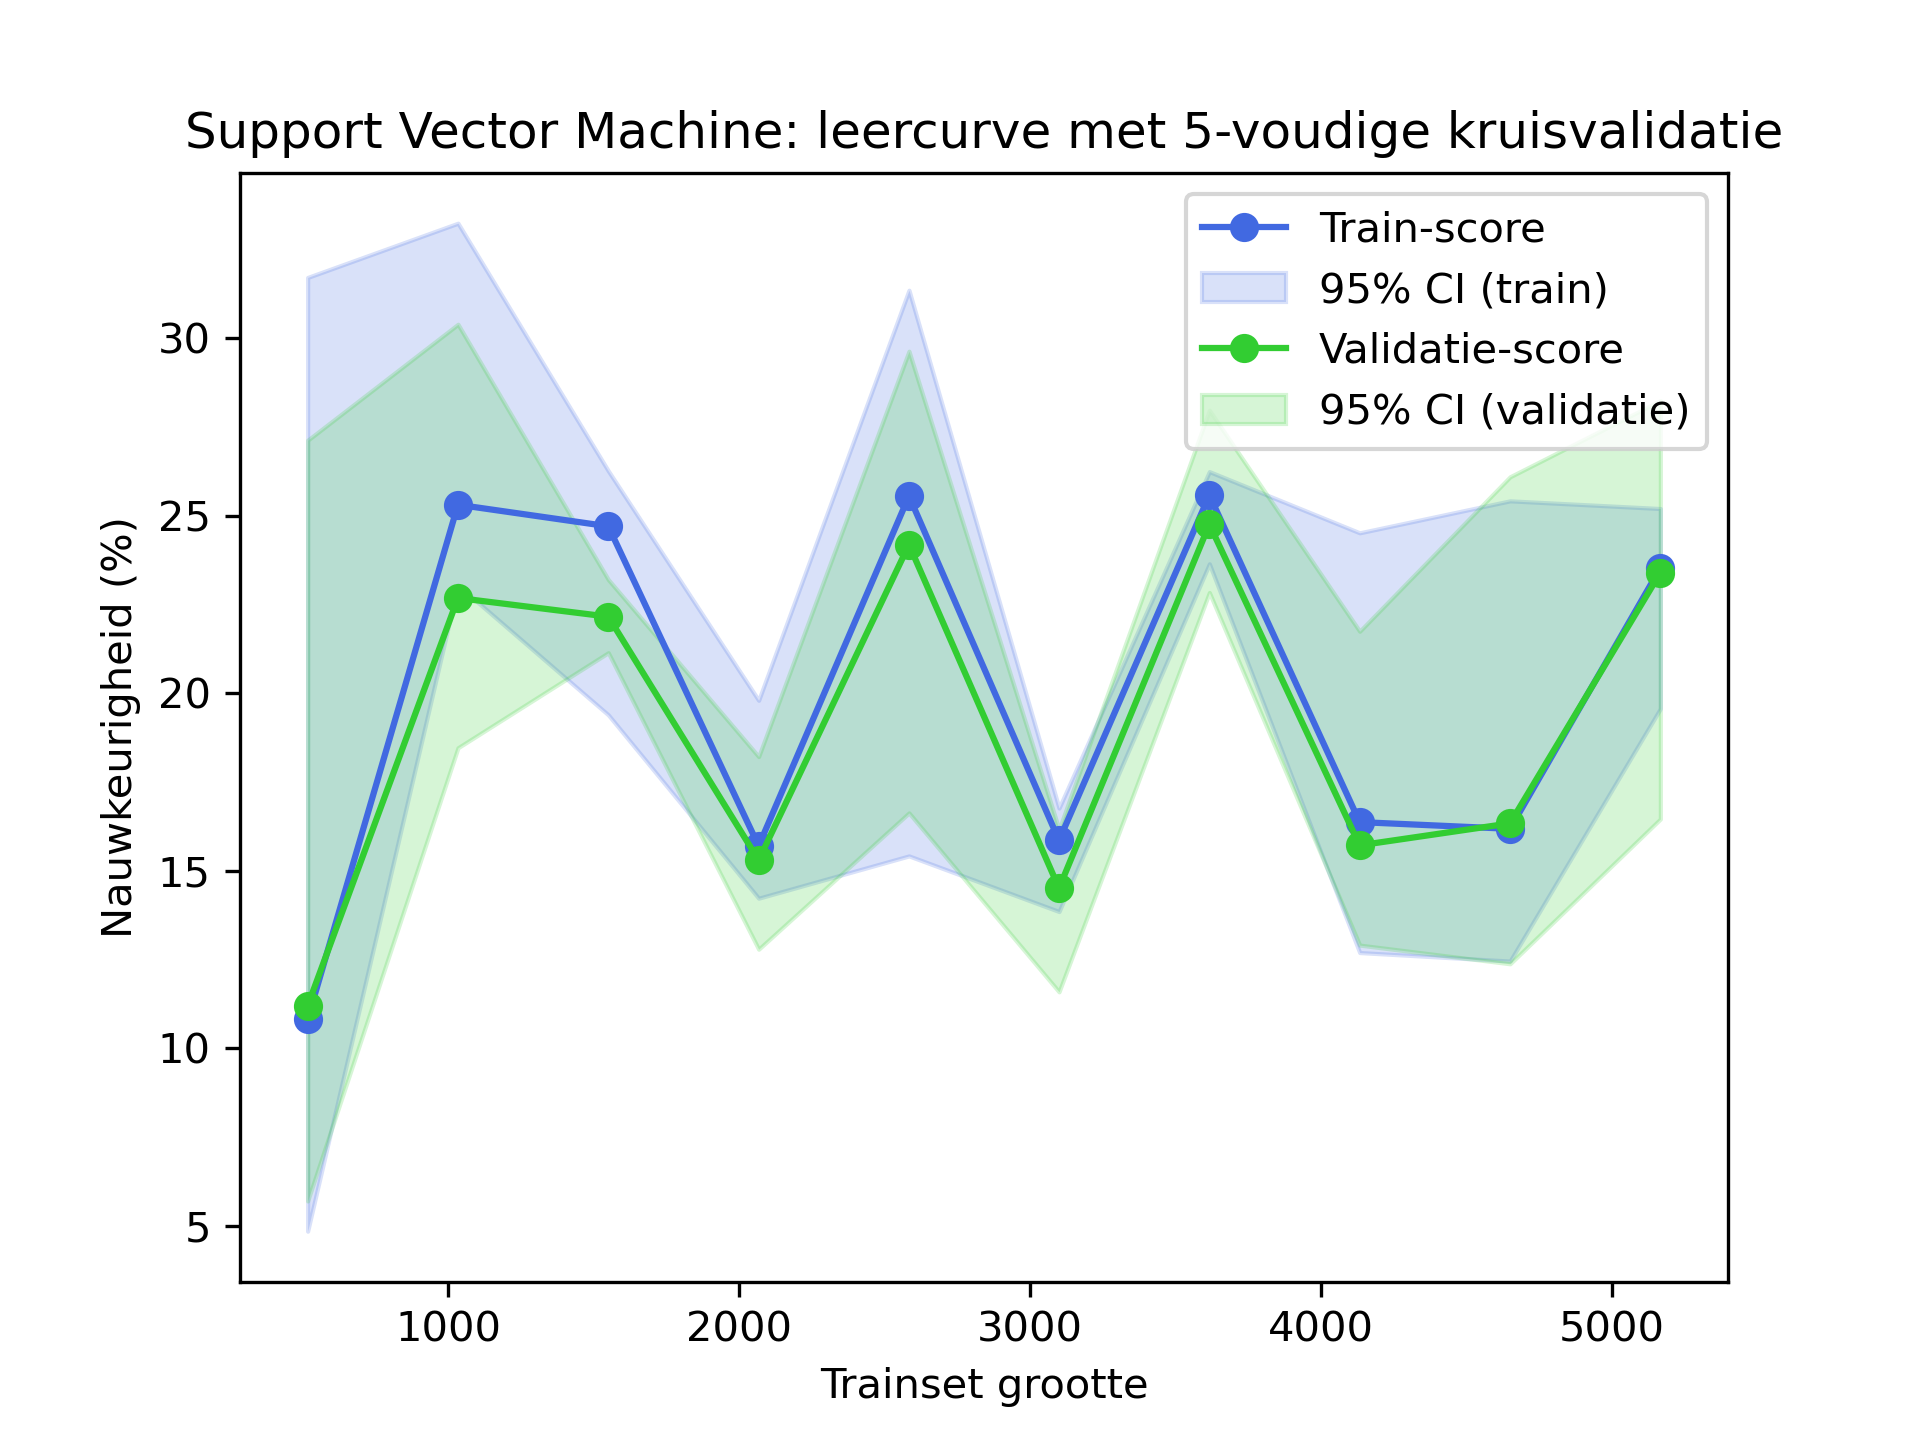 Support Vector Machine: leercurve met 5-voudige kruisvalidatie
Train-score
95% CI (train)
Validatie-score
95% CI (validatie)
Nauwkeurigheid (%)
30
25
20
15
10
5
1000 2000 3000 4000 5000
Trainset grootte